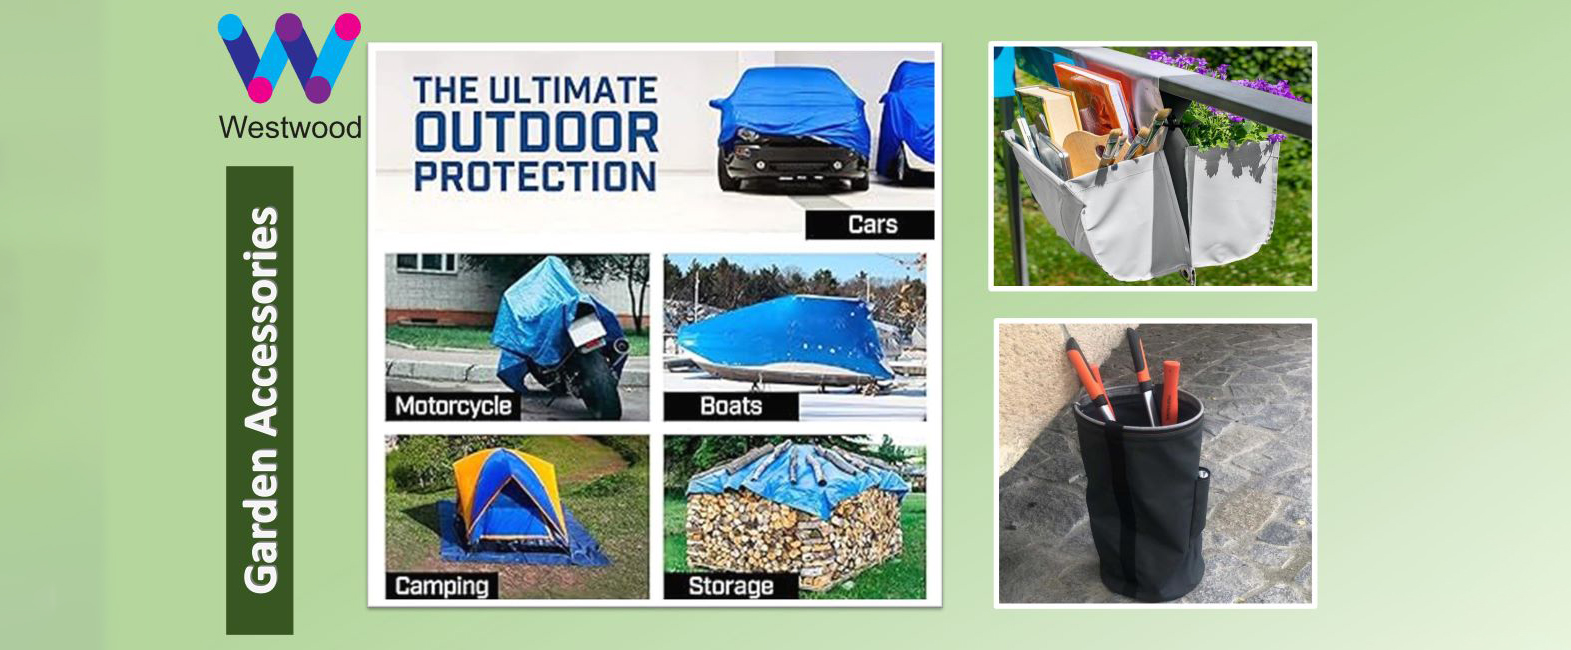 Westwood
Garden Accessories
THE ULTIMATE
OUTDOOR
PROTECTION
Cars
Motorcycle
Boats
Camping
Storage